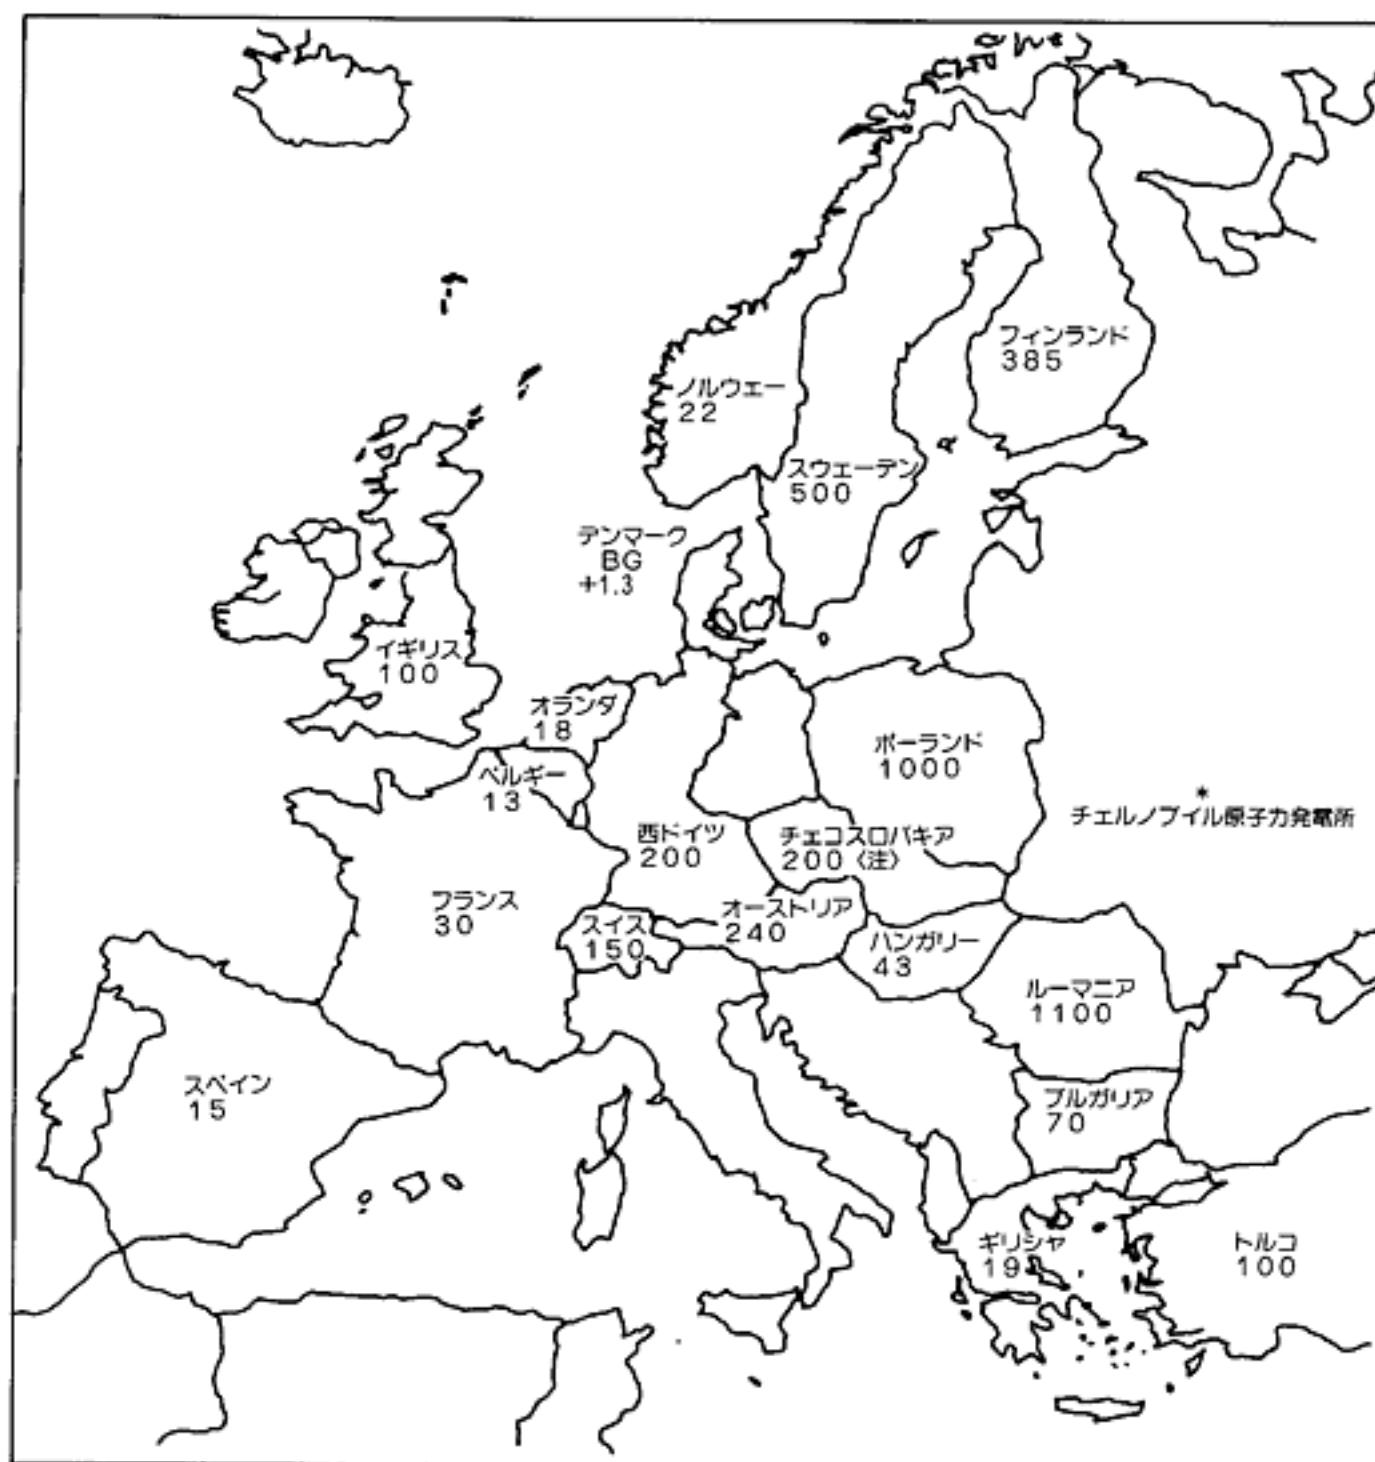 フィンランド
385
ノルウェー
22
スウェーデン
500
デンマーク
BG
+1.3
イギリス
100
オランダ
18
ベルギー
13
ポーランド
1000
*
チェルノブイル原子力発電所
西ドイツ
200
チェコスロバキア
200〈注〉
フランス
30
スイス
150
オーストリア
240
ハンガリー
43
ルーマニア
1100
スペイン
15
ブルガリア
70
ギリシャ
19
トルコ
100